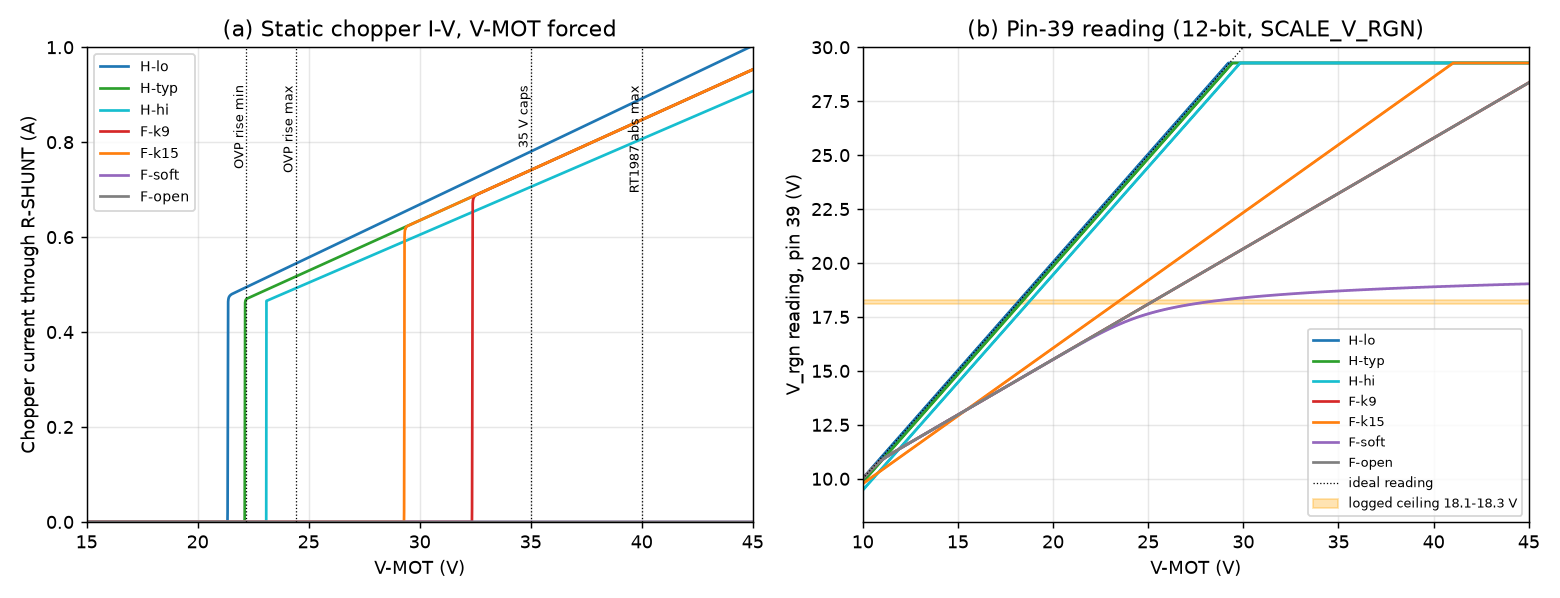 (a) Static chopper I-V, V-MOT forced
Chopper current through R-SHUNT (A)
1.0
0.8
0.6
0.4
0.2
0.0
H-lo
H-typ
H-hi
F-k9
F-k15
F-soft
F-open
OVP rise min
OVP rise max
35 V caps
RT1987 abs max
15
20
25
30
35
40
45
V-MOT (V)
(b) Pin-39 reading (12-bit, SCALE_V_RGN)
V_rgn reading, pin 39 (V)
30.0
27.5
25.0
22.5
20.0
17.5
15.0
12.5
10.0
H-lo
H-typ
H-hi
F-k9
F-k15
F-soft
F-open
ideal reading
logged ceiling 18.1-18.3 V
10
15
20
25
30
35
40
45
V-MOT (V)